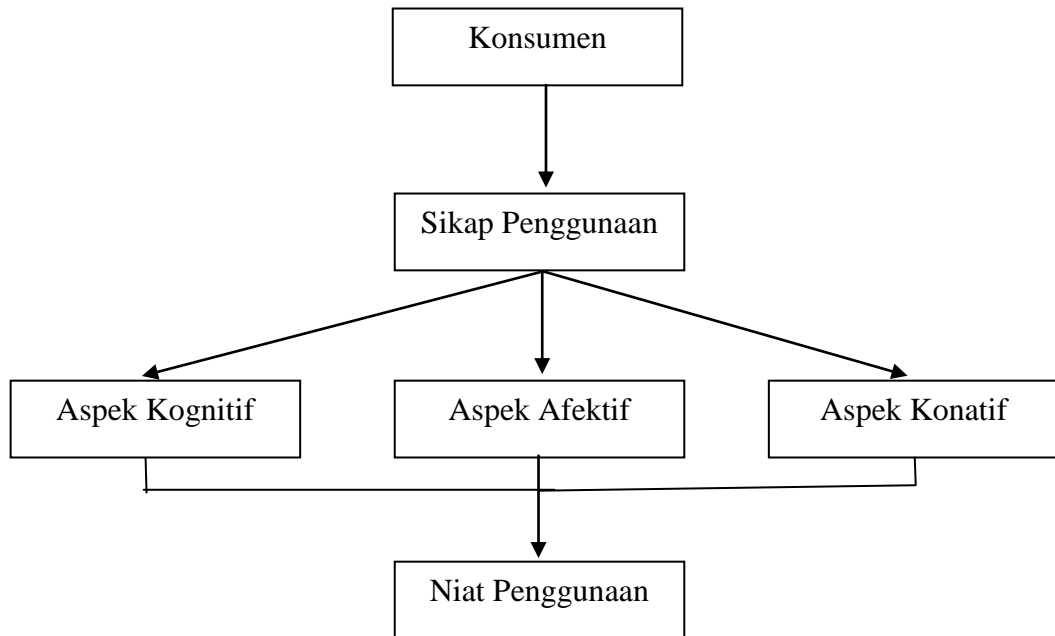 Konsumen
Sikap Penggunaan
Aspek Kognitif
Aspek Afektif
Aspek Konatif
Niat Penggunaan